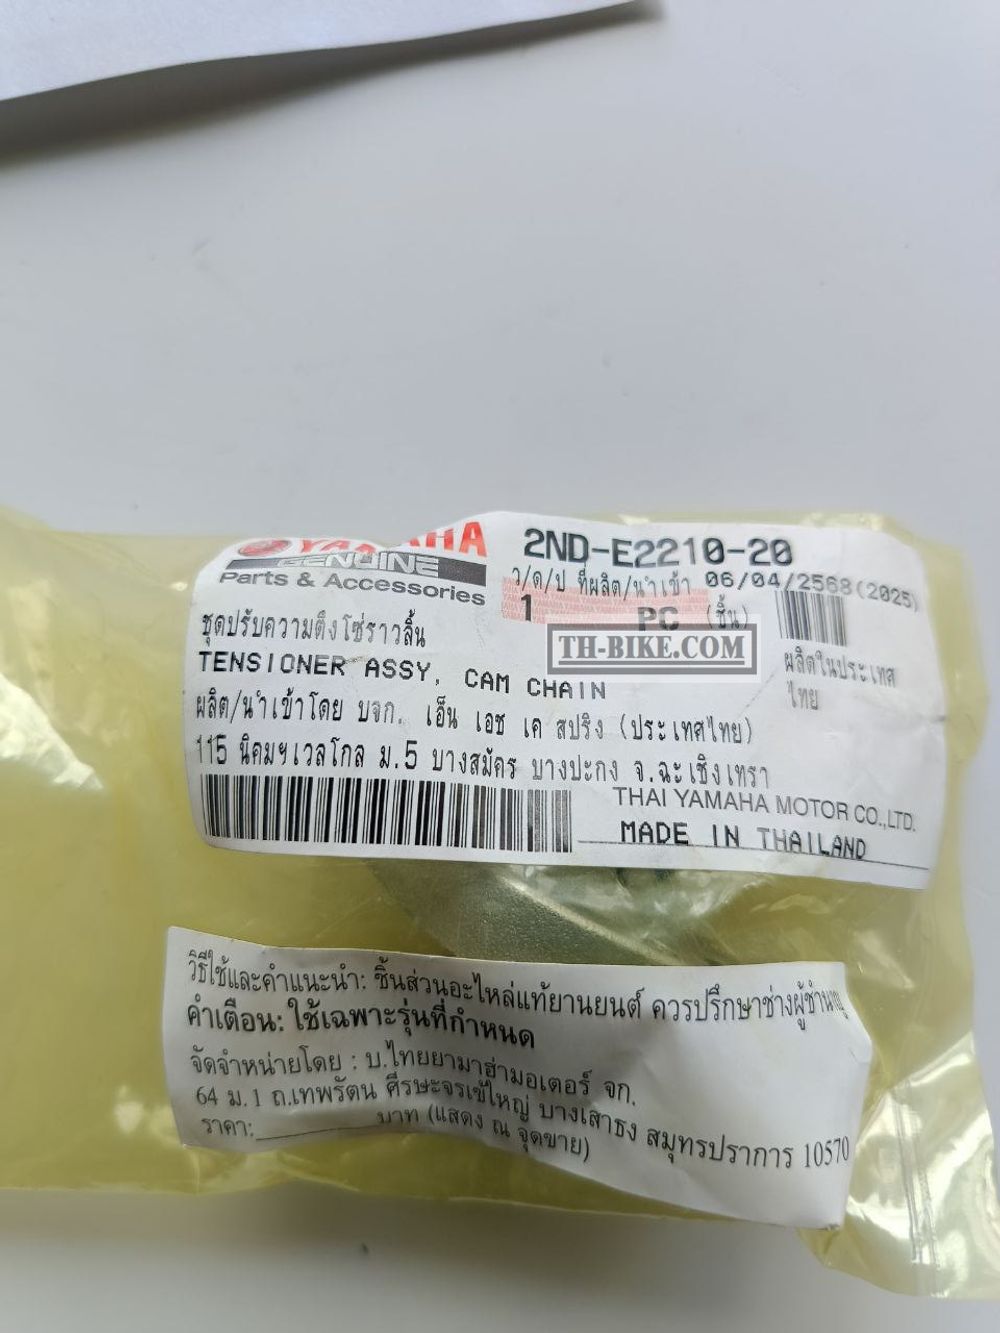 YAMAHA
GENUINE
Parts & Accessories
2ND-E2210-20
ว/ด/ป ที่ผลิต/นำเข้า 06/04/2568(2025)
1 PC (ชิ้น)
ชุดปรับความตึงโซ่ราวลิ้น
TENSIONER ASSY, CAM CHAIN
TH-BIKE.COM
ผลิตในประเทศ
ไทย
ผลิต/นำเข้าโดย บจก. เอ็น เอช เค สปริง (ประเทศไทย)
115 นิคมฯเวลโกล ม.5 บางสมัคร บางปะกง จ.ฉะเชิงเทรา
THAI YAMAHA MOTOR CO.,LTD.
MADE IN THAILAND
วิธีใช้และคำแนะนำ: ชิ้นส่วนอะไหล่แท้ยานยนต์ ควรปรึกษาช่างผู้ชำนาญ
คำเตือน: ใช้เฉพาะรุ่นที่กำหนด
จัดจำหน่ายโดย : บ.ไทยยามาฮ่ามอเตอร์ จก.
64 ม.1 ถ.เทพรัตน ศีรษะจรเข้ใหญ่ บางเสาธง สมุทรปราการ 10570
ราคา: บาท (แสดง ณ จุดขาย)